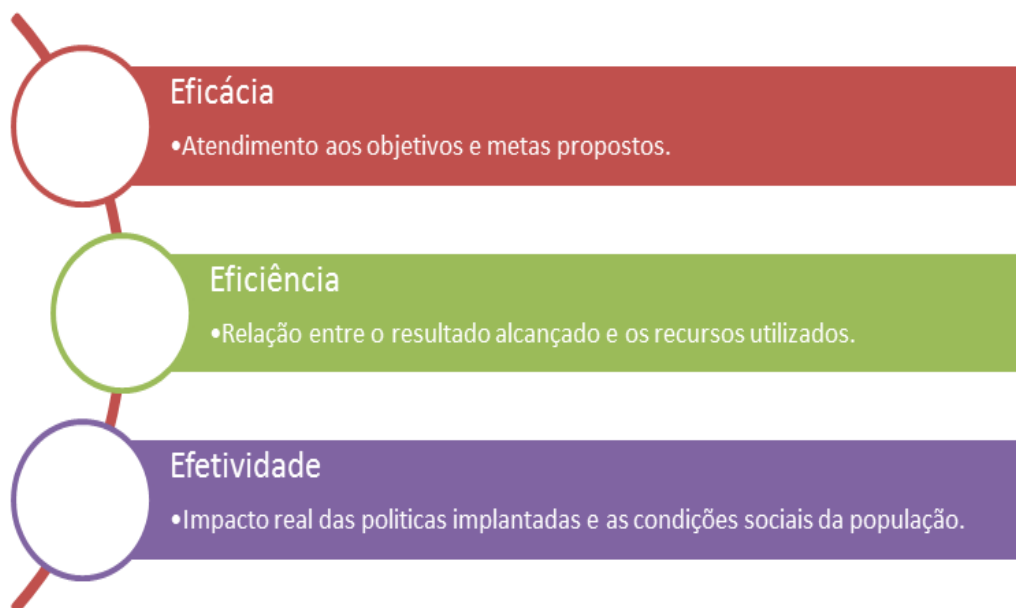 Eficácia
•Atendimento aos objetivos e metas propostos.
Eficiência
•Relação entre o resultado alcançado e os recursos utilizados.
Efetividade
•Impacto real das politicas implantadas e as condições sociais da população.